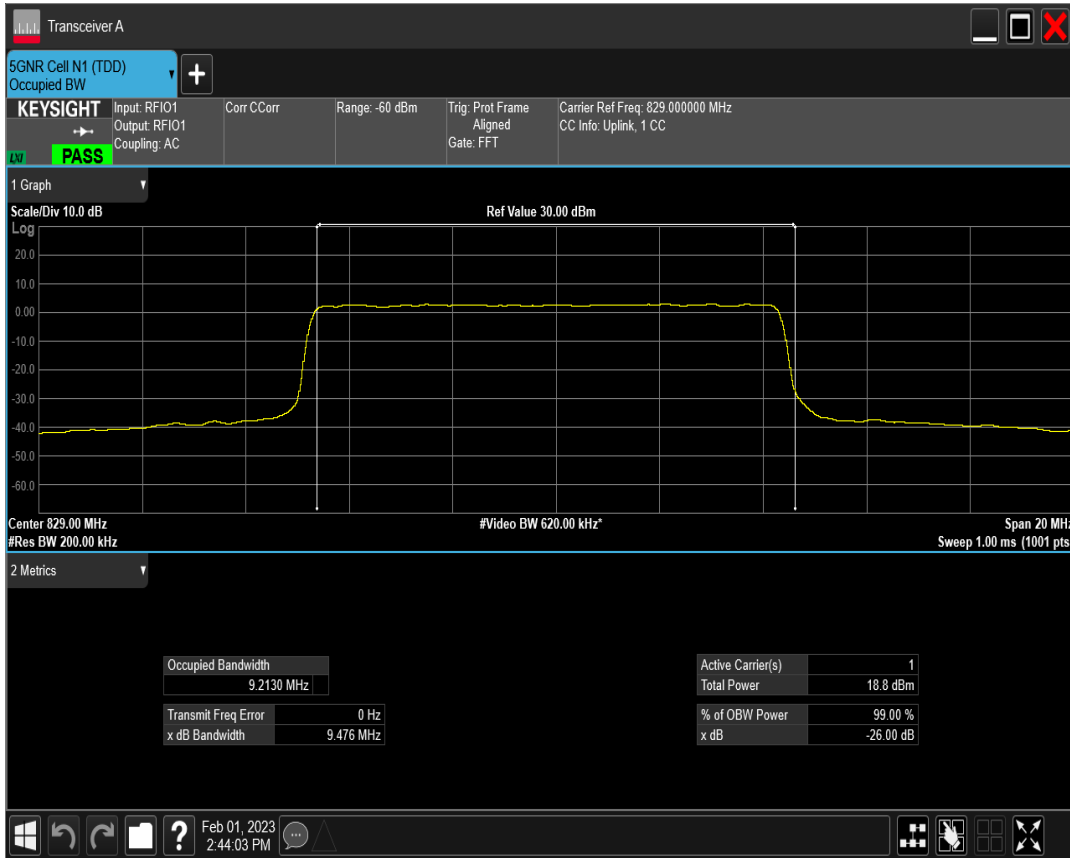 Transceiver A
5GNR Cell N1 (TDD)
Occupied BW
+
KEYSIGHT
LXI
PASS
Input: RFIO1
Output: RFIO1
Coupling: AC
Corr CCorr
Range: -60 dBm
Trig: Prot Frame
Aligned
Gate: FFT
Carrier Ref Freq: 829.000000 MHz
CC Info: Uplink, 1 CC
1 Graph
Scale/Div 10.0 dB
Ref Value 30.00 dBm
Log
20.0
10.0
0.00
-10.0
-20.0
-30.0
-40.0
-50.0
-60.0
Center 829.00 MHz
#Video BW 620.00 kHz*
Span 20 MHz
#Res BW 200.00 kHz
Sweep 1.00 ms (1001 pts
2 Metrics
Occupied Bandwidth
9.2130 MHz
Transmit Freq Error 0 Hz
x dB Bandwidth 9.476 MHz
Active Carrier(s) 1
Total Power 18.8 dBm
% of OBW Power 99.00 %
x dB -26.00 dB
?
Feb 01, 2023
2:44:03 PM